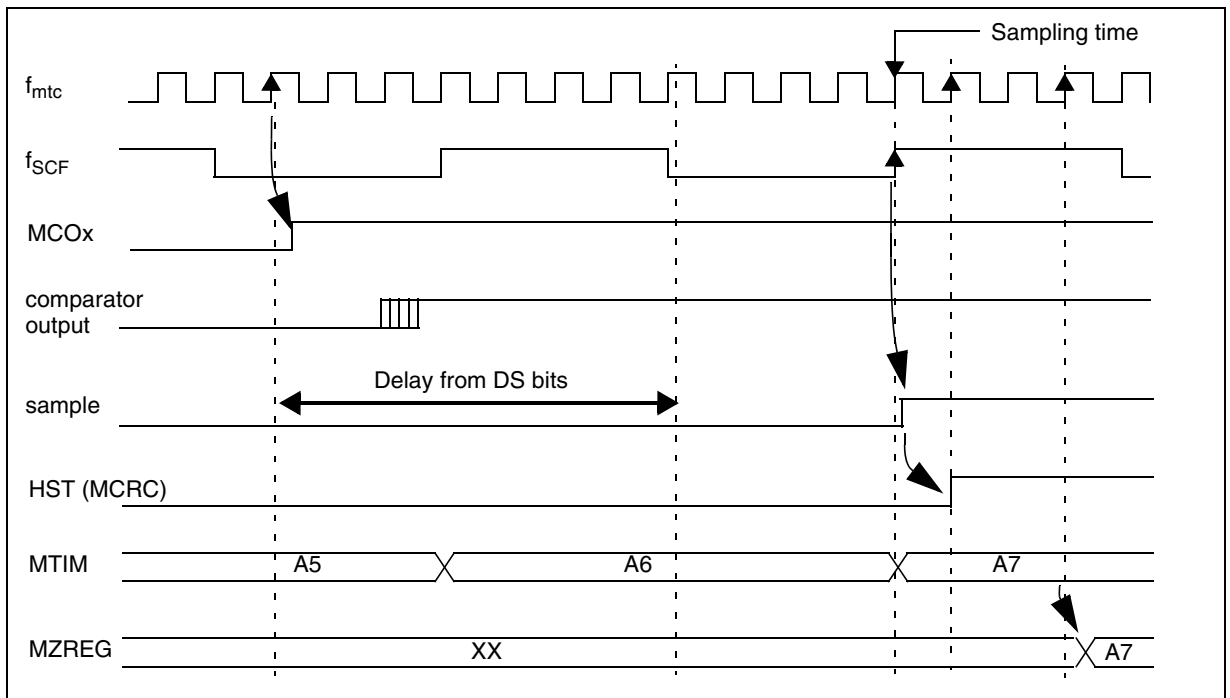 Sampling time
fmtc
fSCF
MCOx
comparator
output
Delay from DS bits
sample
HST (MCRC)
MTIM A5 A6 A7
MZREG XX A7